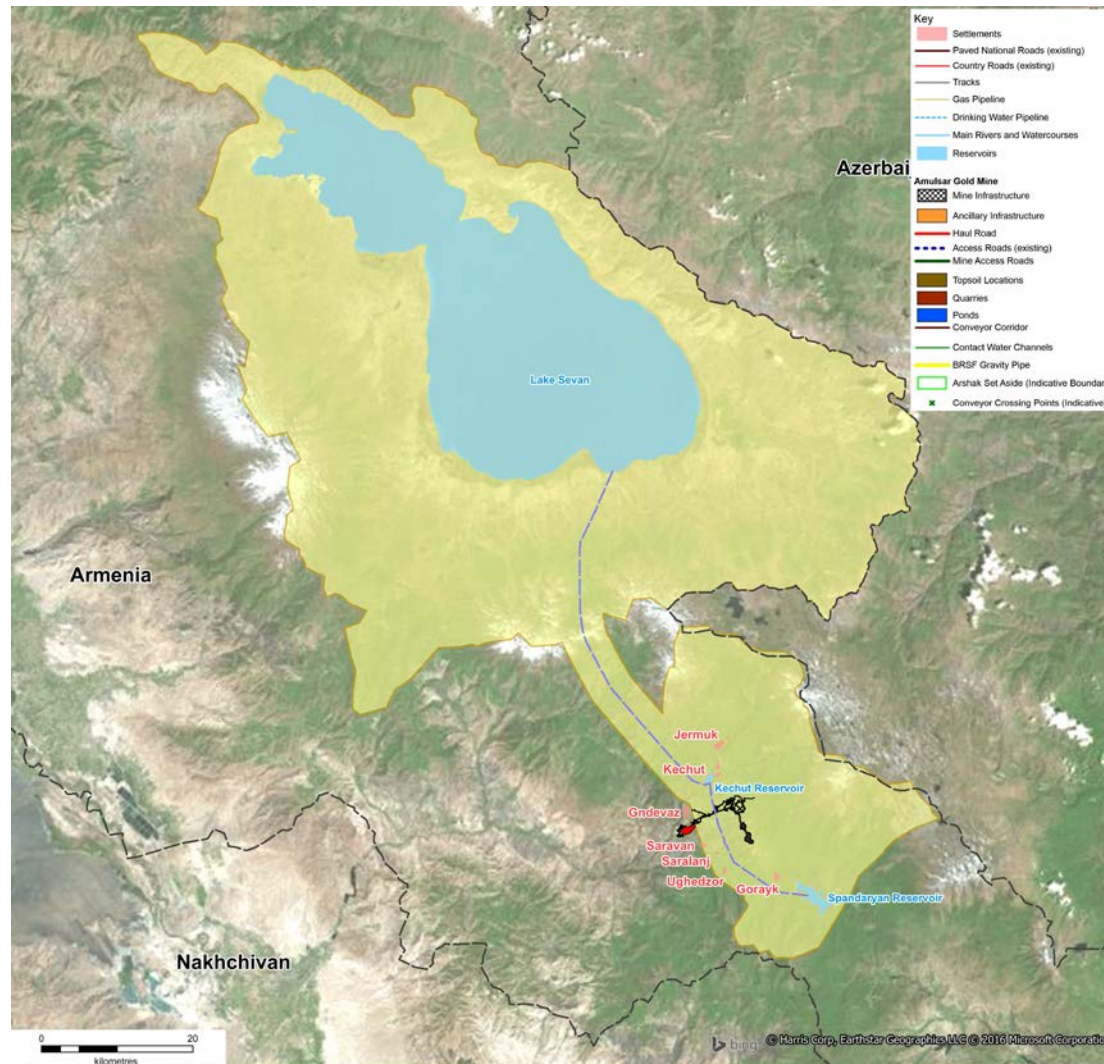 Key
Settlements
Paved National Roads (existing)
Country Roads (existing)
Tracks
Gas Pipeline
Drinking Water Pipeline
Main Rivers and Watercourses
Reservoirs
Amulsar Gold Mine
Mine Infrastructure
Ancillary Infrastructure
Haul Road
Access Roads (existing)
Mine Access Roads
Topsoil Locations
Quarries
Ponds
Conveyor Corridor
Contact Water Channels
BRSF Gravity Pipe
Arshak Set Aside (Indicative Boundar
Conveyor Crossing Points (Indicative
Azerbaij
Lake Sevan
Armenia
Jermuk
Kechut
Kechut Reservoir
Gndevaz
Saravan
Saralanj
Ughedzor
Gorayk
Spandaryan Reservoir
Nakhchivan
0 20
kilometres
bing © Harris Corp, Earthstar Geographics LLC © 2016 Microsoft Corporatio